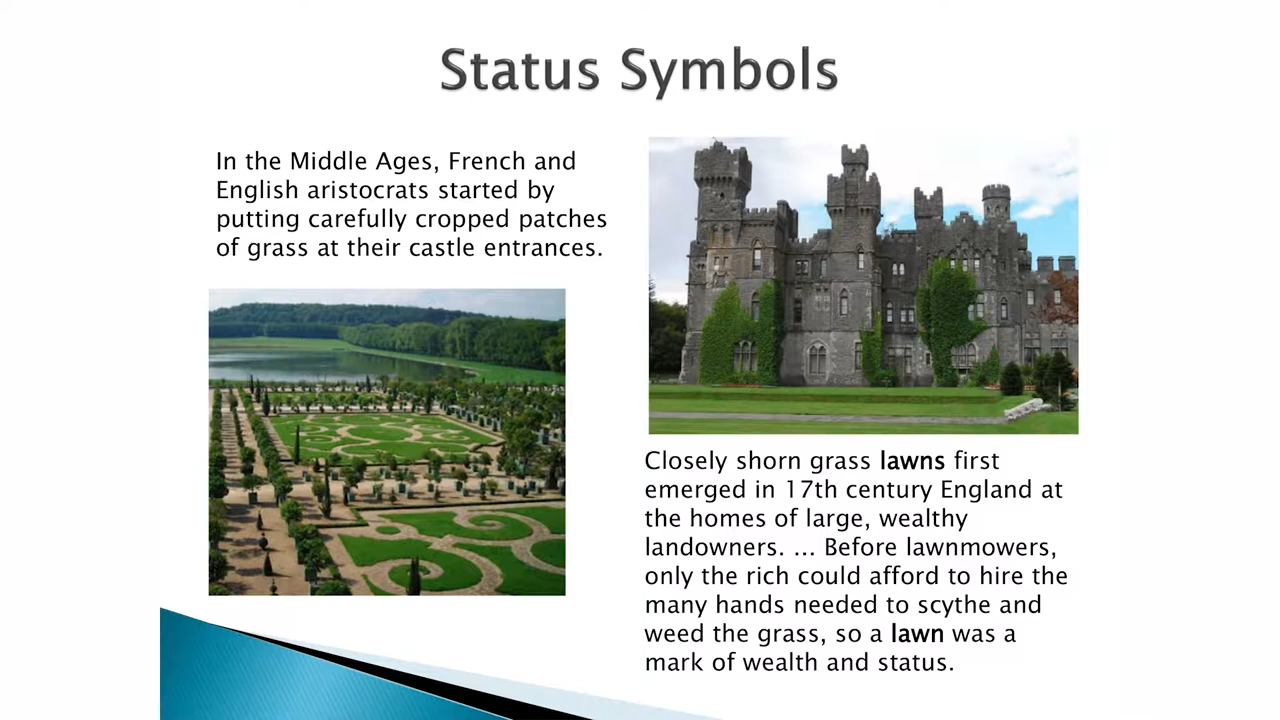 Status Symbols
In the Middle Ages, French and
English aristocrats started by
putting carefully cropped patches
of grass at their castle entrances.
Closely shorn grass lawns first
emerged in 17th century England at
the homes of large, wealthy
landowners. ... Before lawnmowers,
only the rich could afford to hire the
many hands needed to scythe and
weed the grass, so a lawn was a
mark of wealth and status.